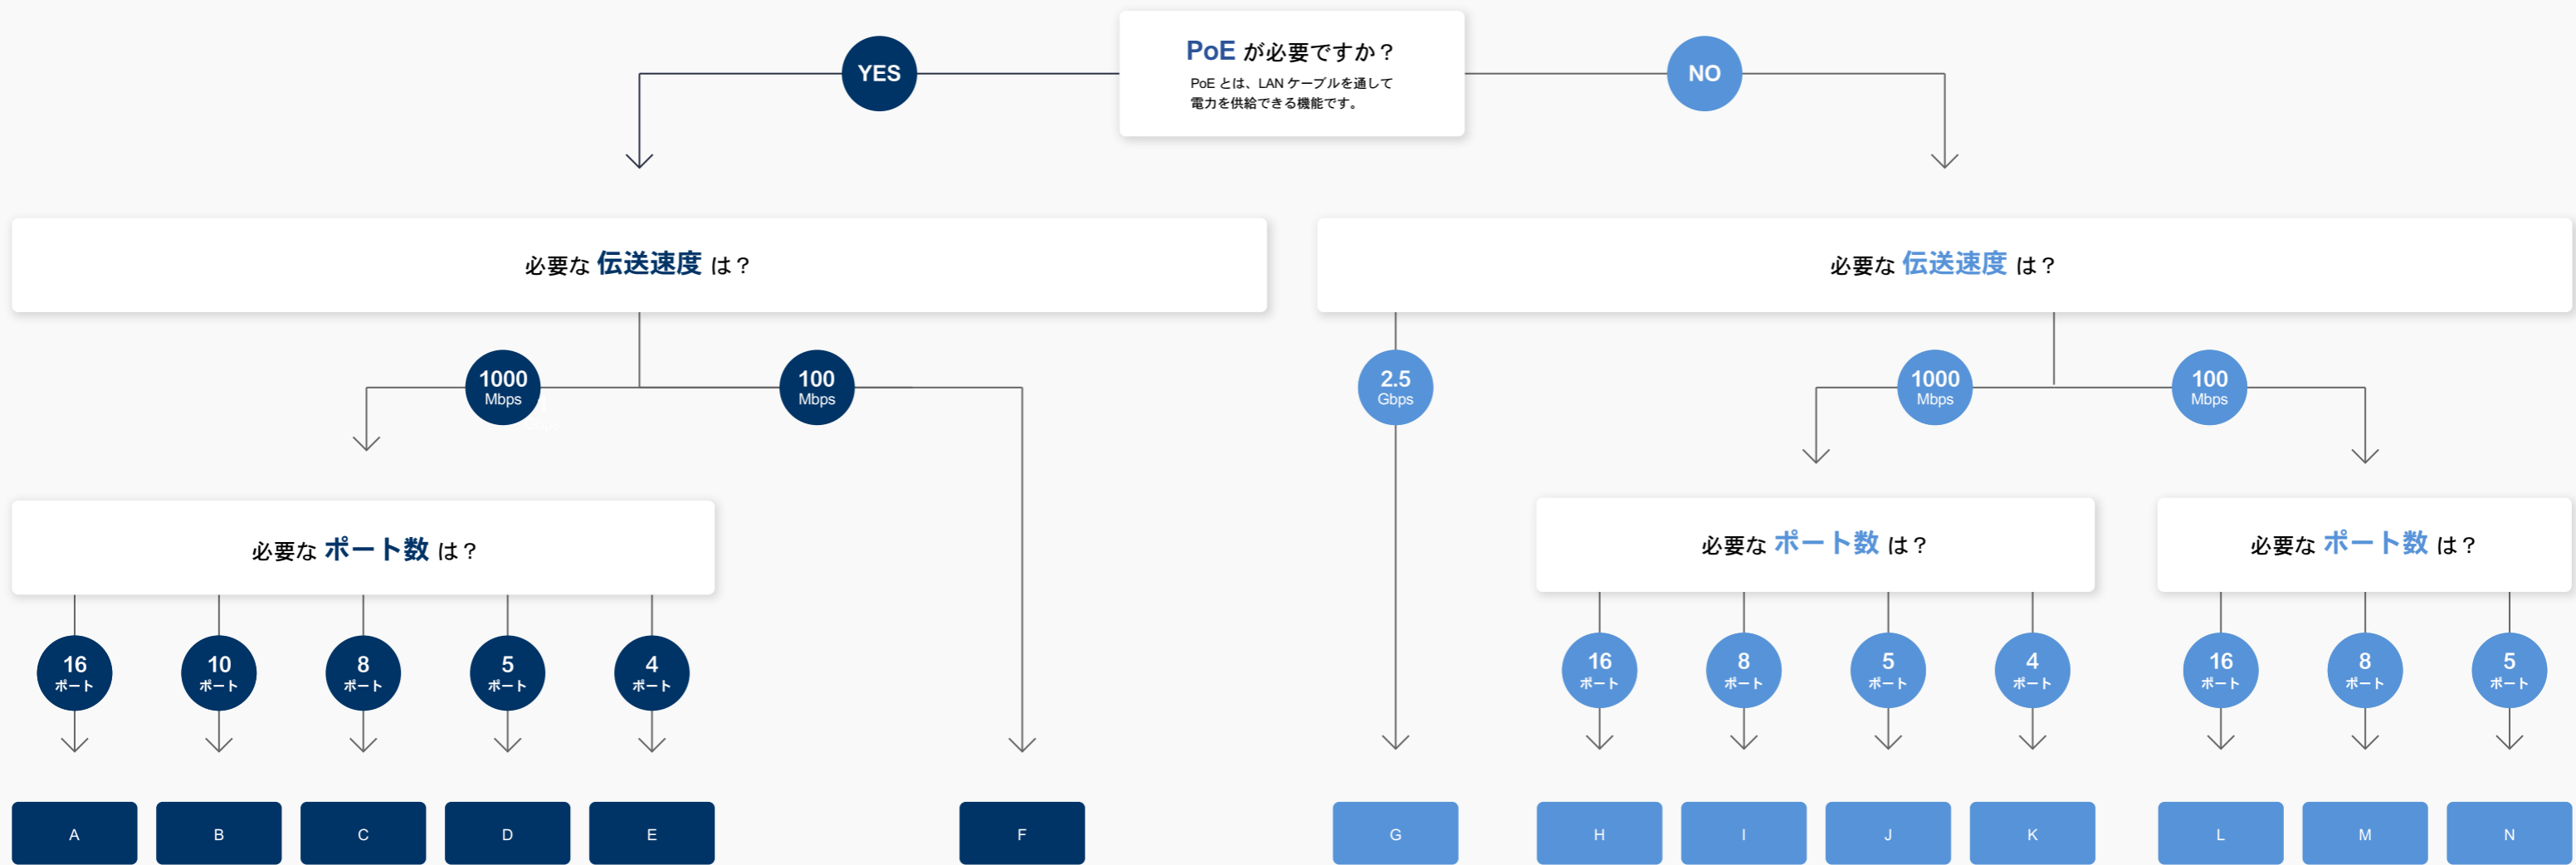 PoE が必要ですか？
PoE とは、LAN ケーブルを通して
電力を供給できる機能です。
YES
NO
必要な 伝送速度 は？
必要な 伝送速度 は？
1000
Mbps
100
Mbps
2.5
Gbps
1000
Mbps
100
Mbps
必要な ポート数 は？
必要な ポート数 は？
必要な ポート数 は？
16
ポート
10
ポート
8
ポート
5
ポート
4
ポート
16
ポート
8
ポート
5
ポート
4
ポート
16
ポート
8
ポート
5
ポート
A
B
C
D
E
F
G
H
I
J
K
L
M
N